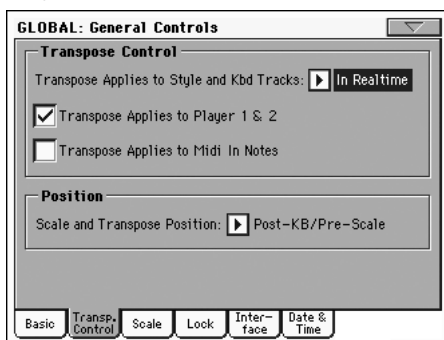 GLOBAL: General Controls
Transpose Control
Transpose Applies to Style and Kbd Tracks: In Realtime
Transpose Applies to Player 1 & 2
Transpose Applies to Midi In Notes
Position
Scale and Transpose Position: Post-KB/Pre-Scale
Basic
Transp.
Control
Scale
Lock
Inter-
face
Date &
Time